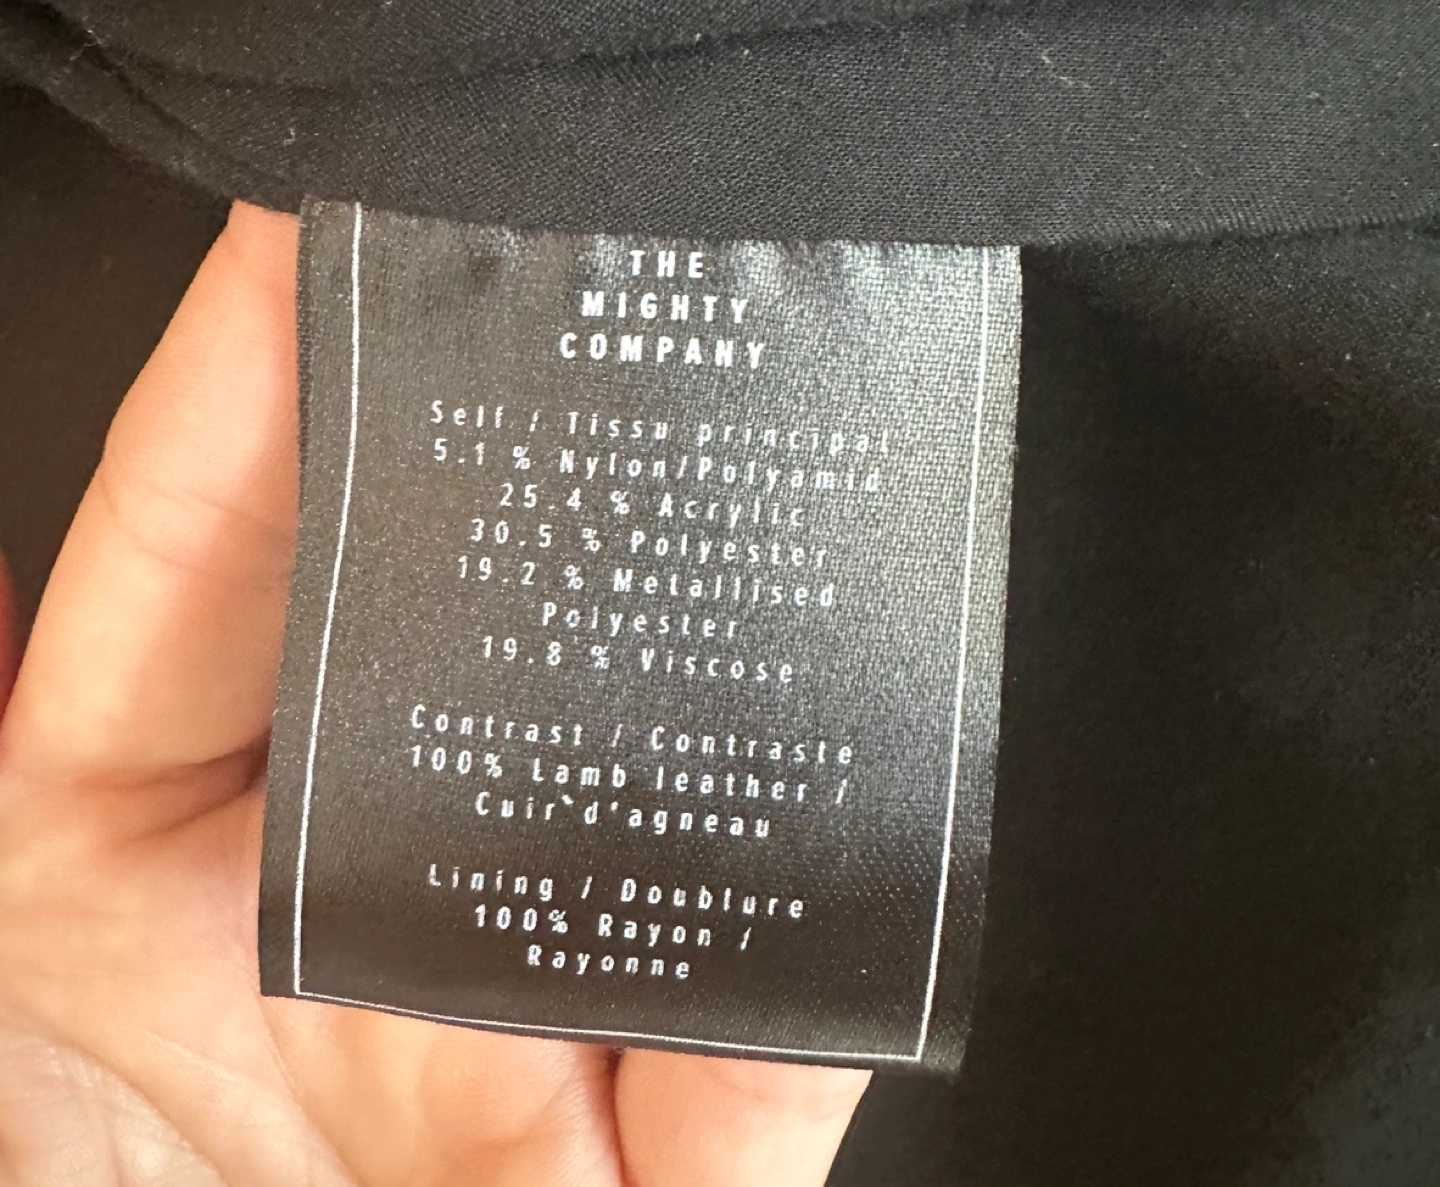 THE
MIGHTY
COMPANY
Self / Tissu principal
5.1 % Nylon/Polyamid
25.4 % Acrylic
30.5 % Polyester
19.2 % Metallised
Polyester
19.8 % Viscose
Contrast / Contraste
100% Lamb leather /
Cuir`d'agneau
Lining / Doublure
100% Rayon /
Rayonne